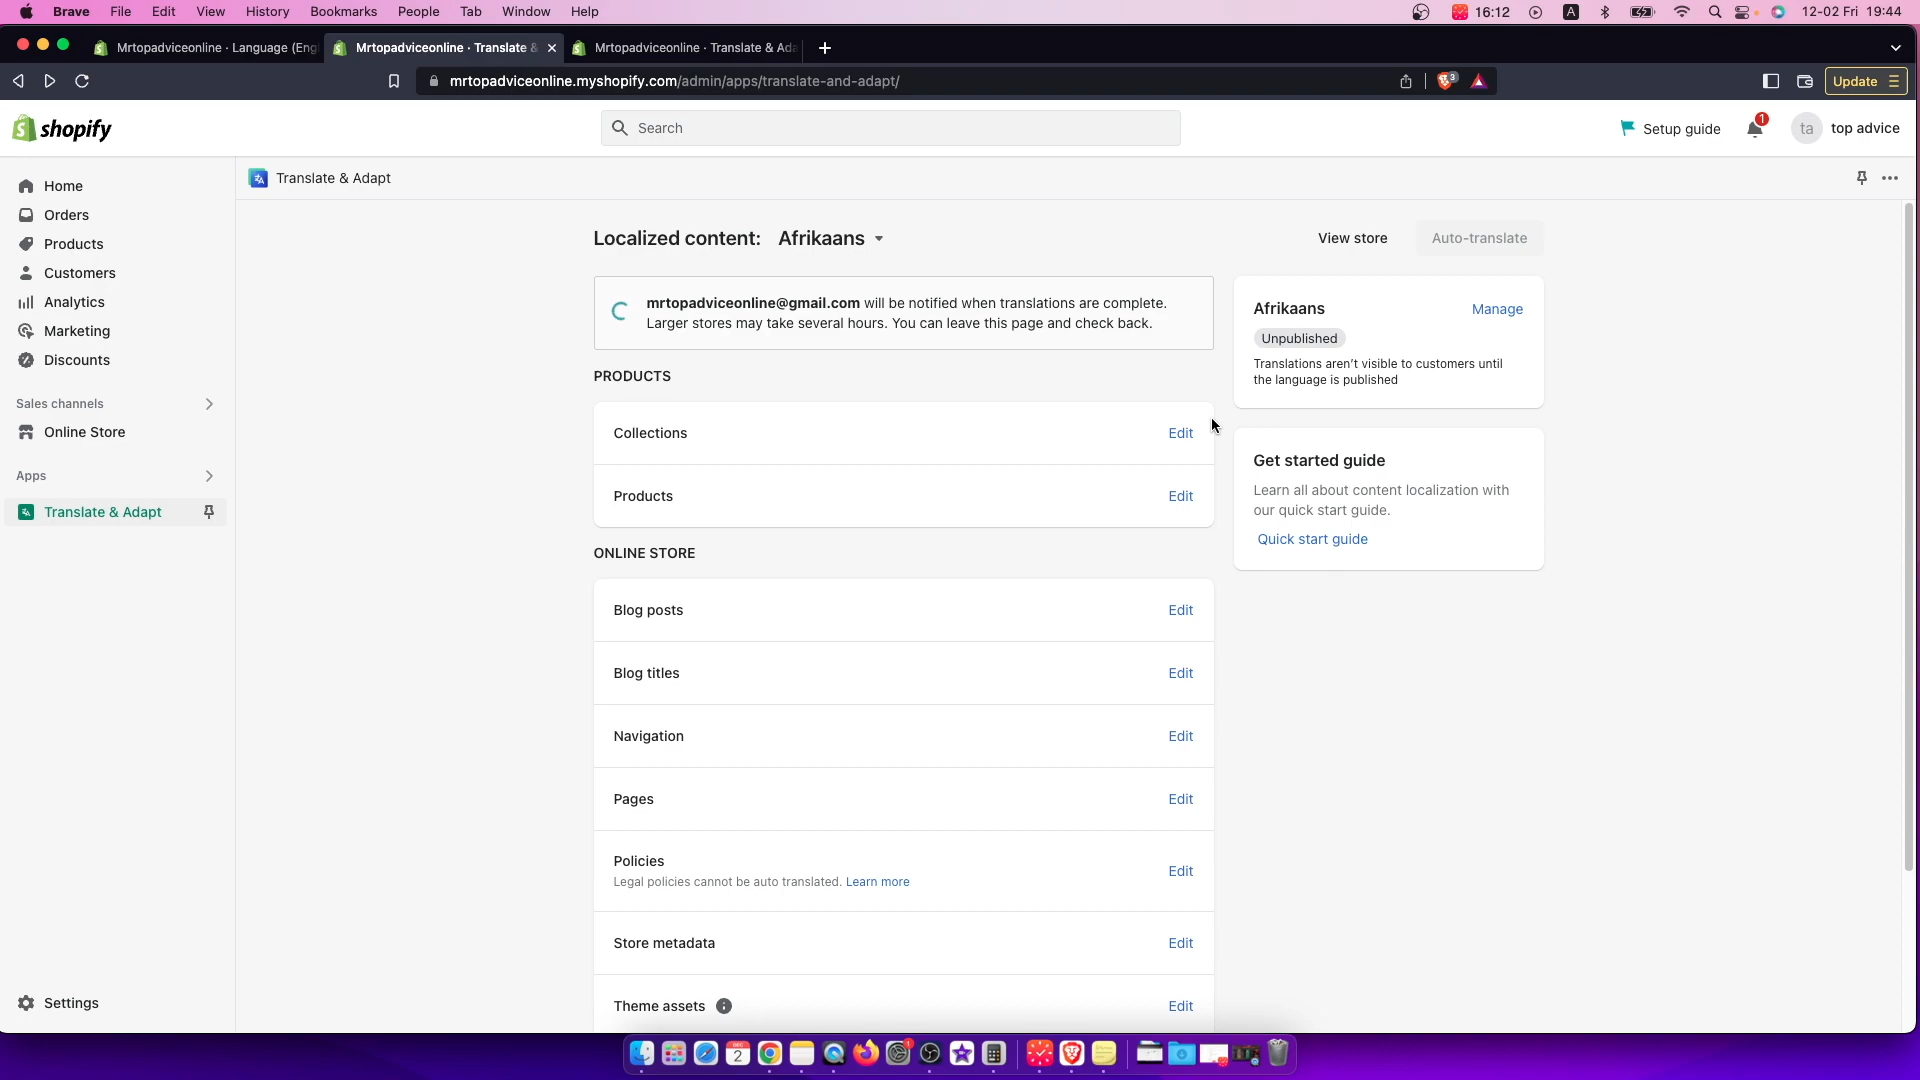 Brave File Edit View History Bookmarks People Tab Window Help 16:12 A 12-02 Fri 19:44
Mrtopadviceonline · Language (Eng Mrtopadviceonline · Translate & Mrtopadviceonline · Translate & Ada
mrtopadviceonline.myshopify.com/admin/apps/translate-and-adapt/ 3 Update
shopify Search Setup guide 1 ta top advice
Translate & Adapt
Home
Orders
Products
Customers
Analytics
Marketing
Discounts
Sales channels
Online Store
Apps
Translate & Adapt
Settings
Localized content: Afrikaans View store Auto-translate
mrtopadviceonline@gmail.com will be notified when translations are complete.
Larger stores may take several hours. You can leave this page and check back.
PRODUCTS
Collections Edit
Products Edit
ONLINE STORE
Blog posts Edit
Blog titles Edit
Navigation Edit
Pages Edit
Policies Edit
Legal policies cannot be auto translated. Learn more
Store metadata Edit
Theme assets Edit
Afrikaans Manage
Unpublished
Translations aren't visible to customers until
the language is published
Get started guide
Learn all about content localization with
our quick start guide.
Quick start guide
DEC
2
1